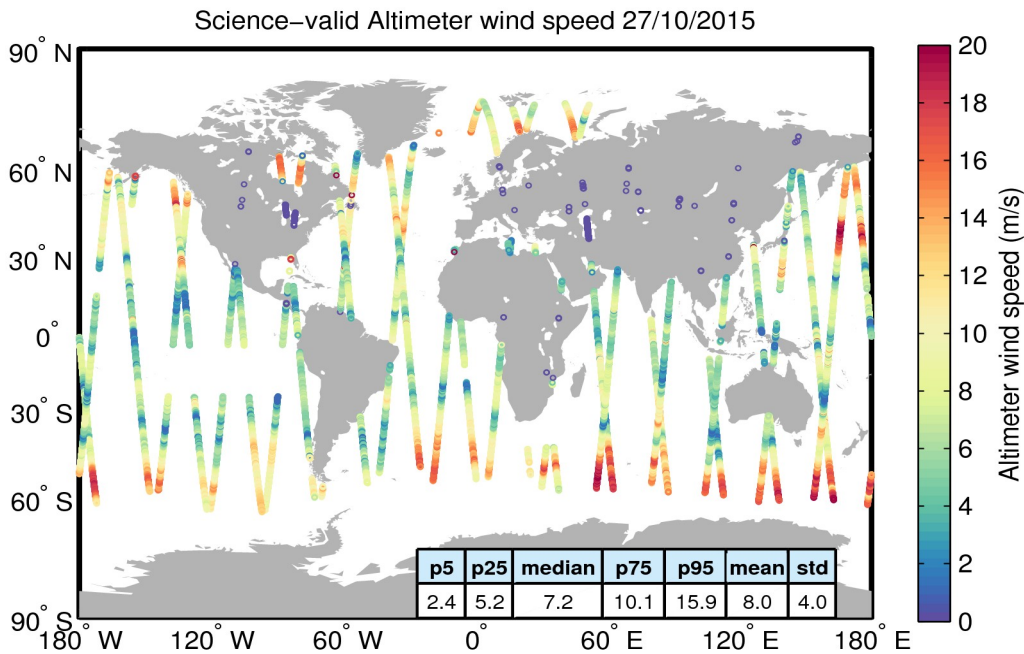 Science−valid Altimeter wind speed 27/10/2015
90° N
60° N
30° N
0°
30° S
60° S
90° S
180° W
120° W
60° W
0°
60° E
120° E
180° E
p5 p25 median p75 p95 mean std
2.4 5.2 7.2 10.1 15.9 8.0 4.0
20
18
16
14
12
10
8
6
4
2
0
Altimeter wind speed (m/s)